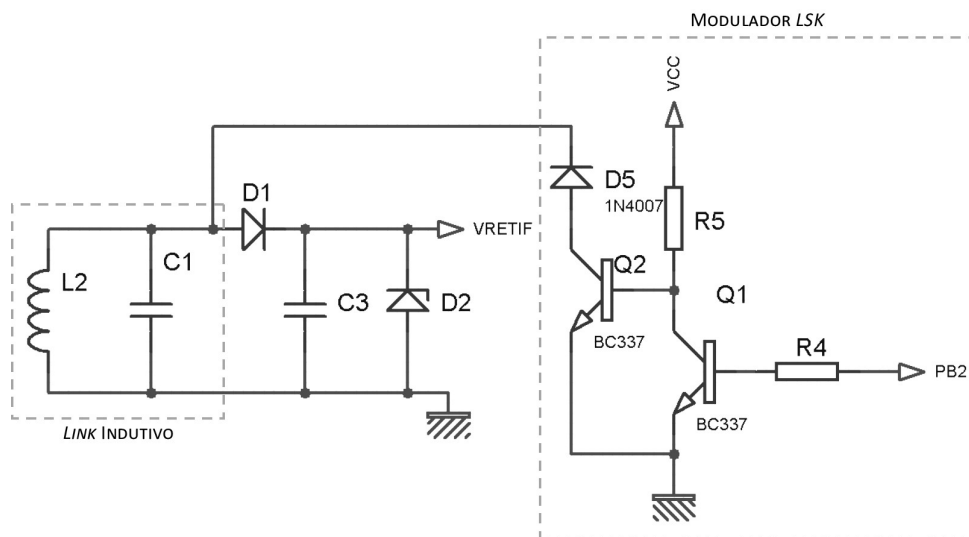 MODULADOR LSK
VCC
D1
D5
1N4007
R5
VRETIF
L2
C1
C3
D2
Q2
Q1
BC337
R4
PB2
BC337
LINK INDUTIVO